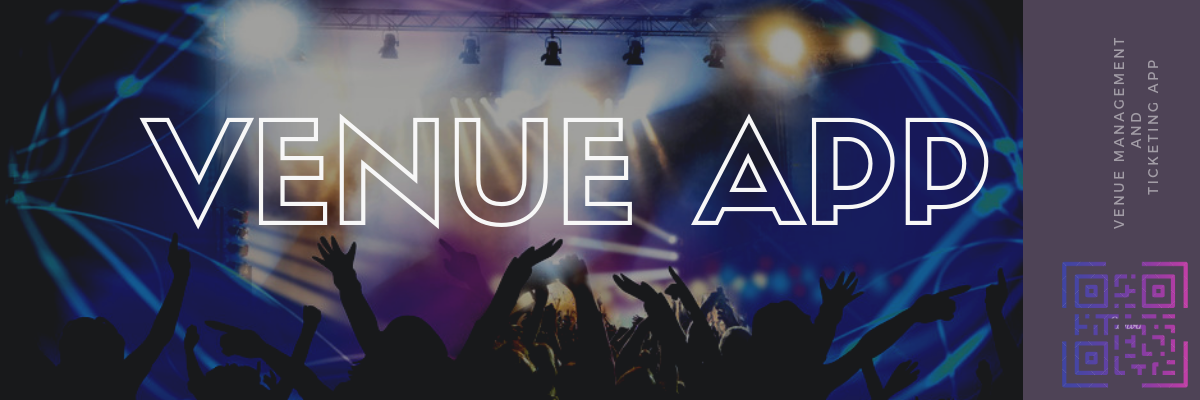 VENUE APP
VENUE MANAGEMENT
AND
TICKETING APP